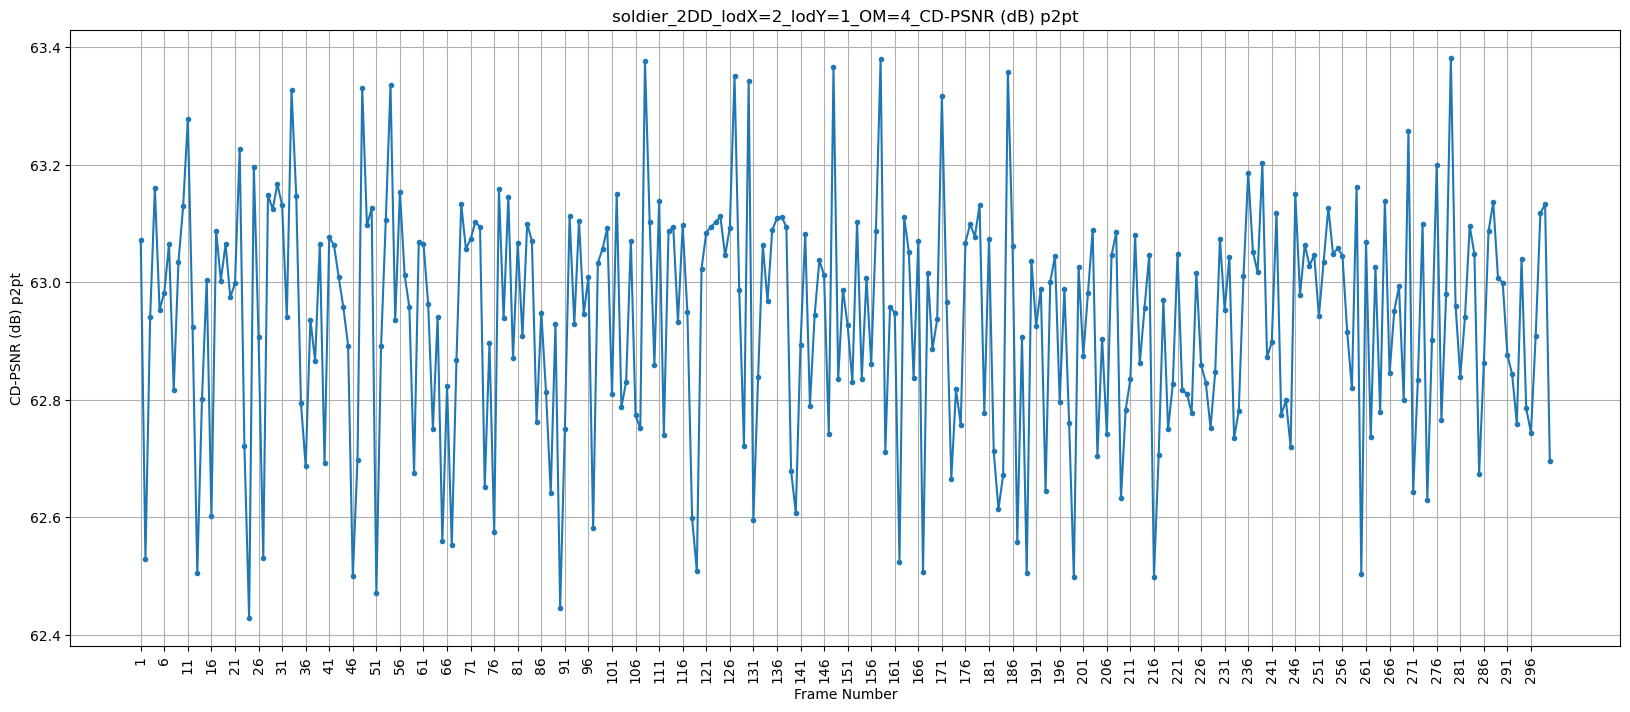 soldier_2DD_lodX=2_lodY=1_OM=4_CD-PSNR (dB) p2pt
63.4
63.2
63.0
62.8
62.6
62.4
CD-PSNR (dB) p2pt
1 6 11 16 21 26 31 36 41 46 51 56 61 66 71 76 81 86 91 96 101 106 111 116 121 126 131 136 141 146 151 156 161 166 171 176 181 186 191 196 201 206 211 216 221 226 231 236 241 246 251 256 261 266 271 276 281 286 291 296
Frame Number